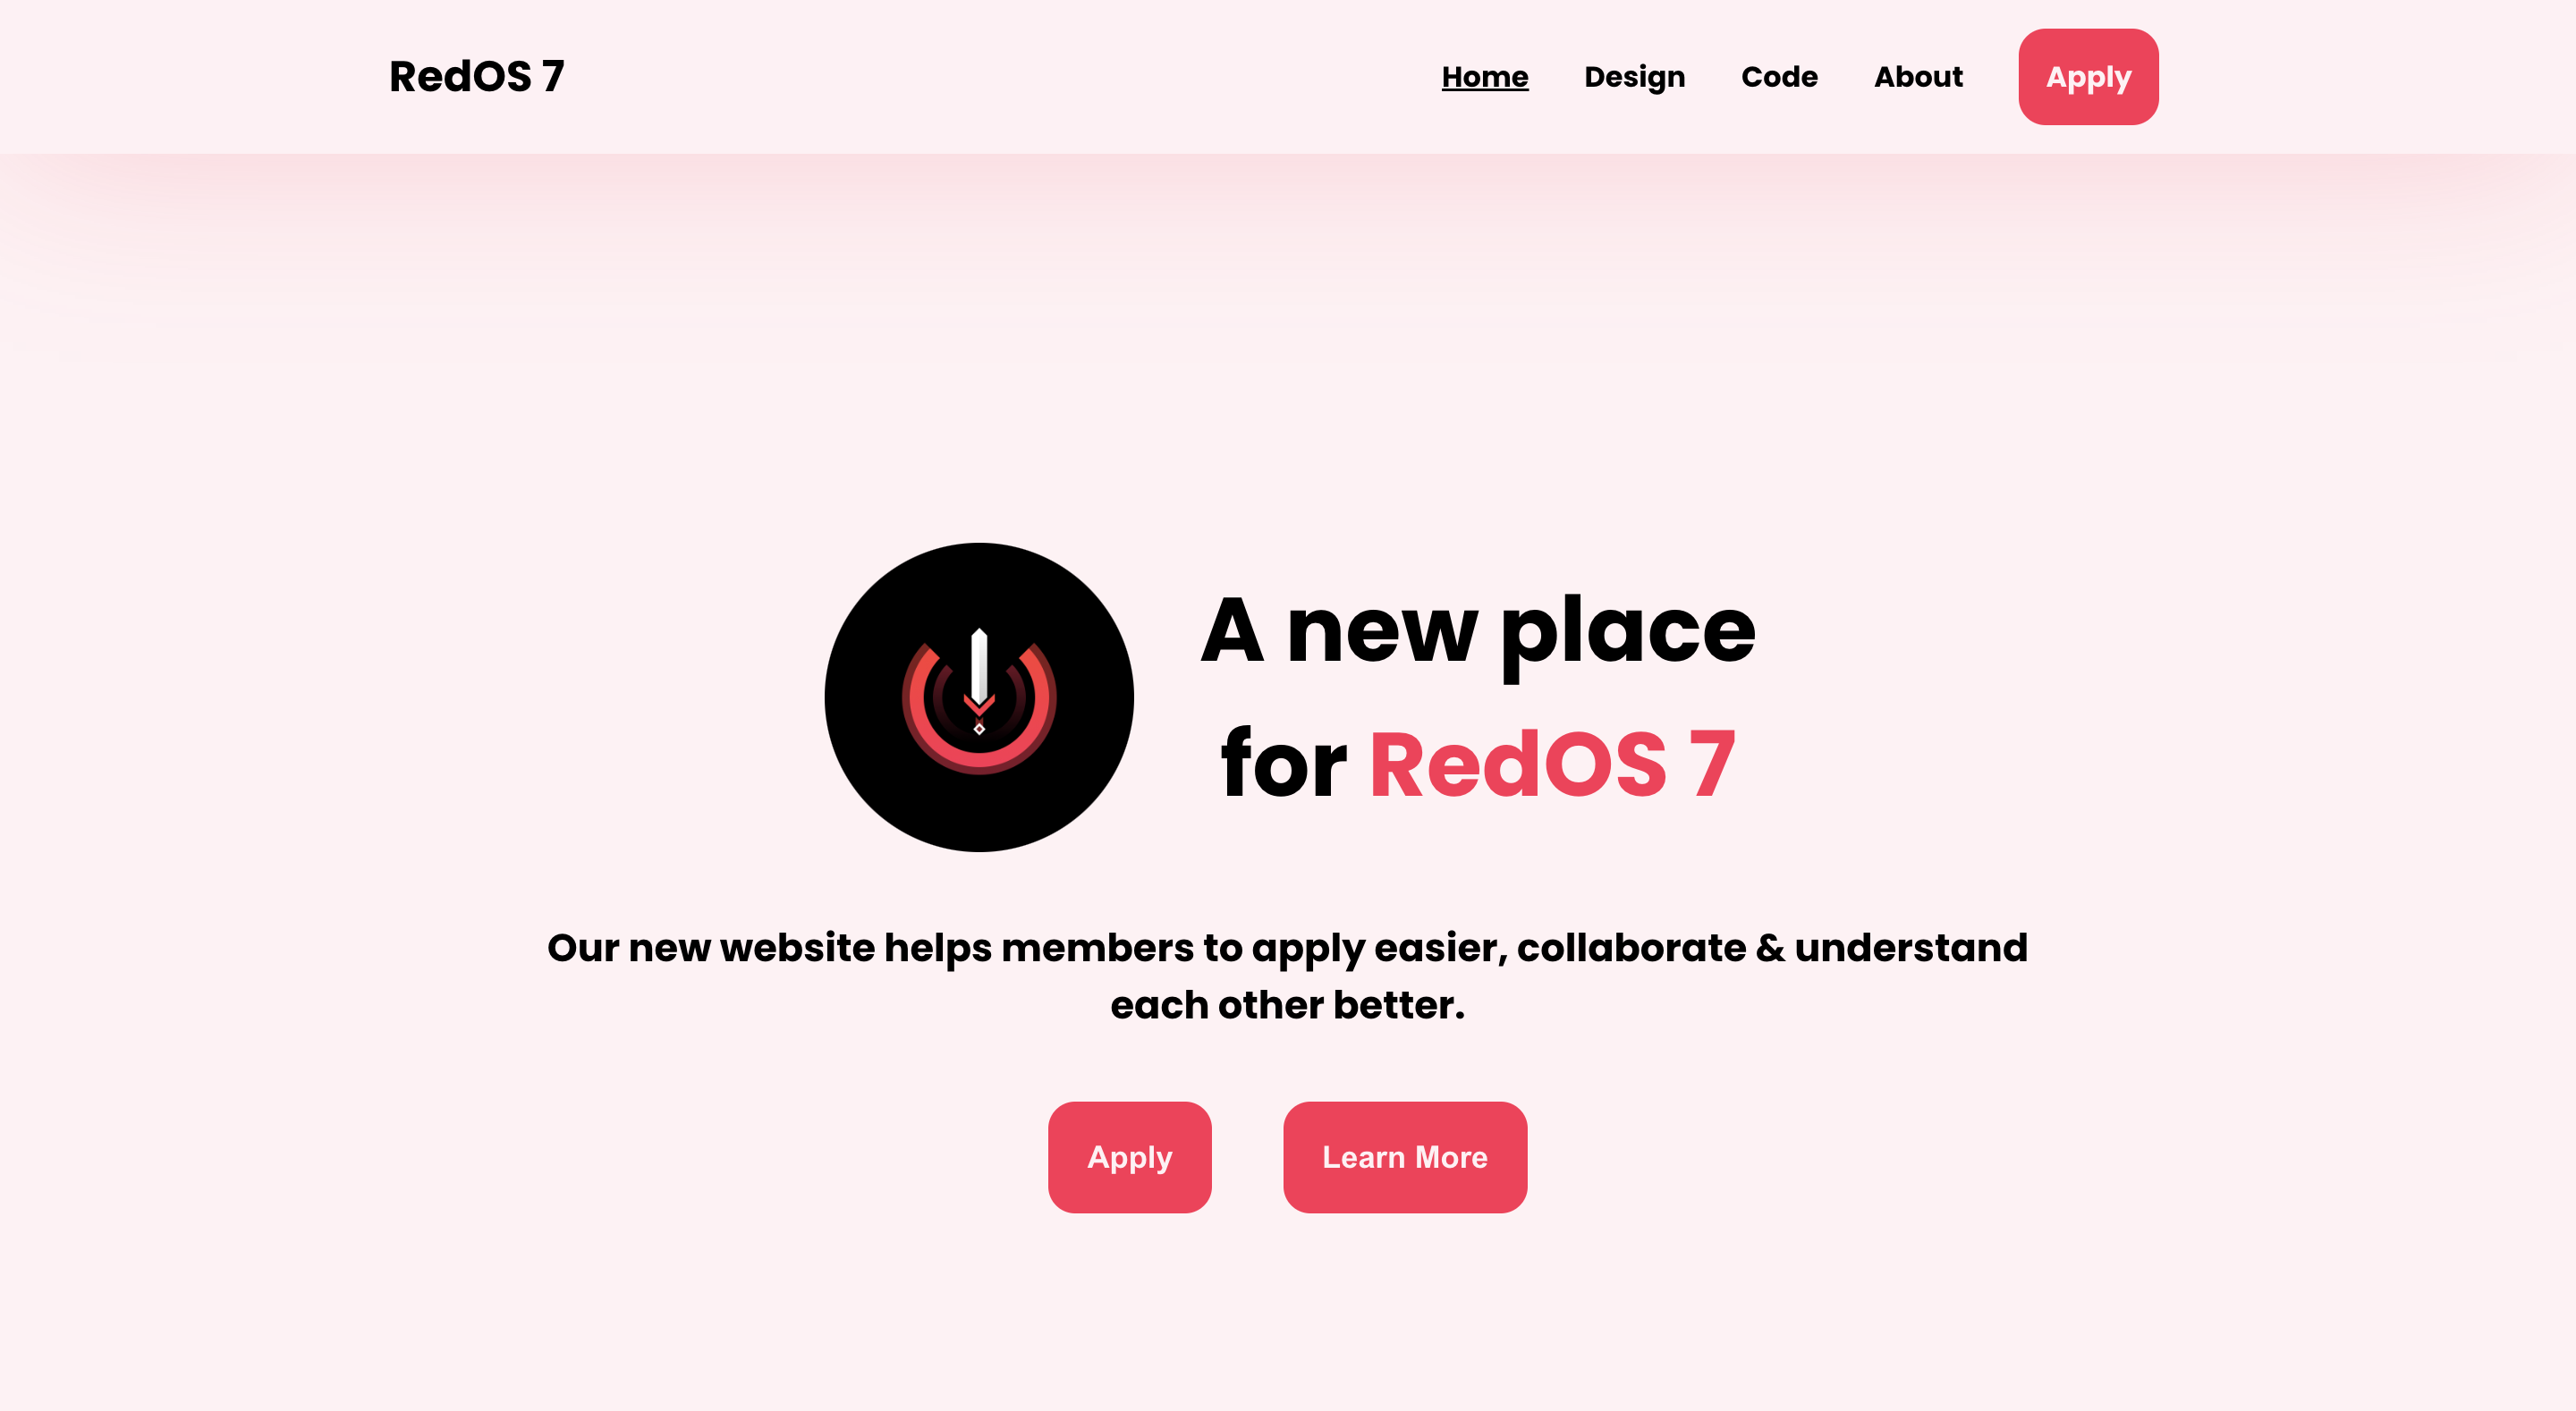 RedOS 7
Home
Design
Code
About
Apply
A new place
for RedOS 7
Our new website helps members to apply easier, collaborate & understand
each other better.
Apply
Learn More